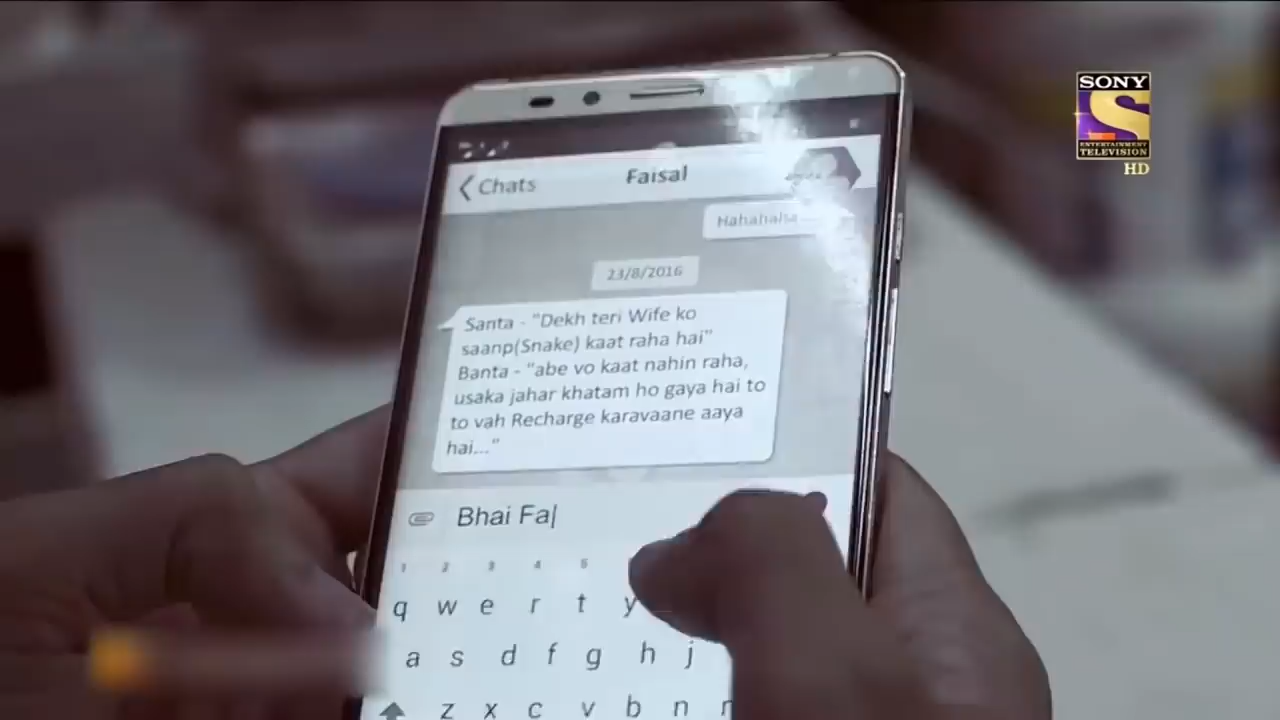 SONY
ENTERTAINMENT
TELEVISION
HD
Chats
Faisal
23/8/2016
Santa - "Dekh teri Wife ko
saanp(Snake) kaat raha hai"
Banta - "abe vo kaat nahin raha,
usaka jahar khatam ho gaya hai to
to vah Recharge karavaane aaya
hai..."
Bhai Fa
1 2 3 4 5
q w e r t y
a s d f g h j
z x c v b n